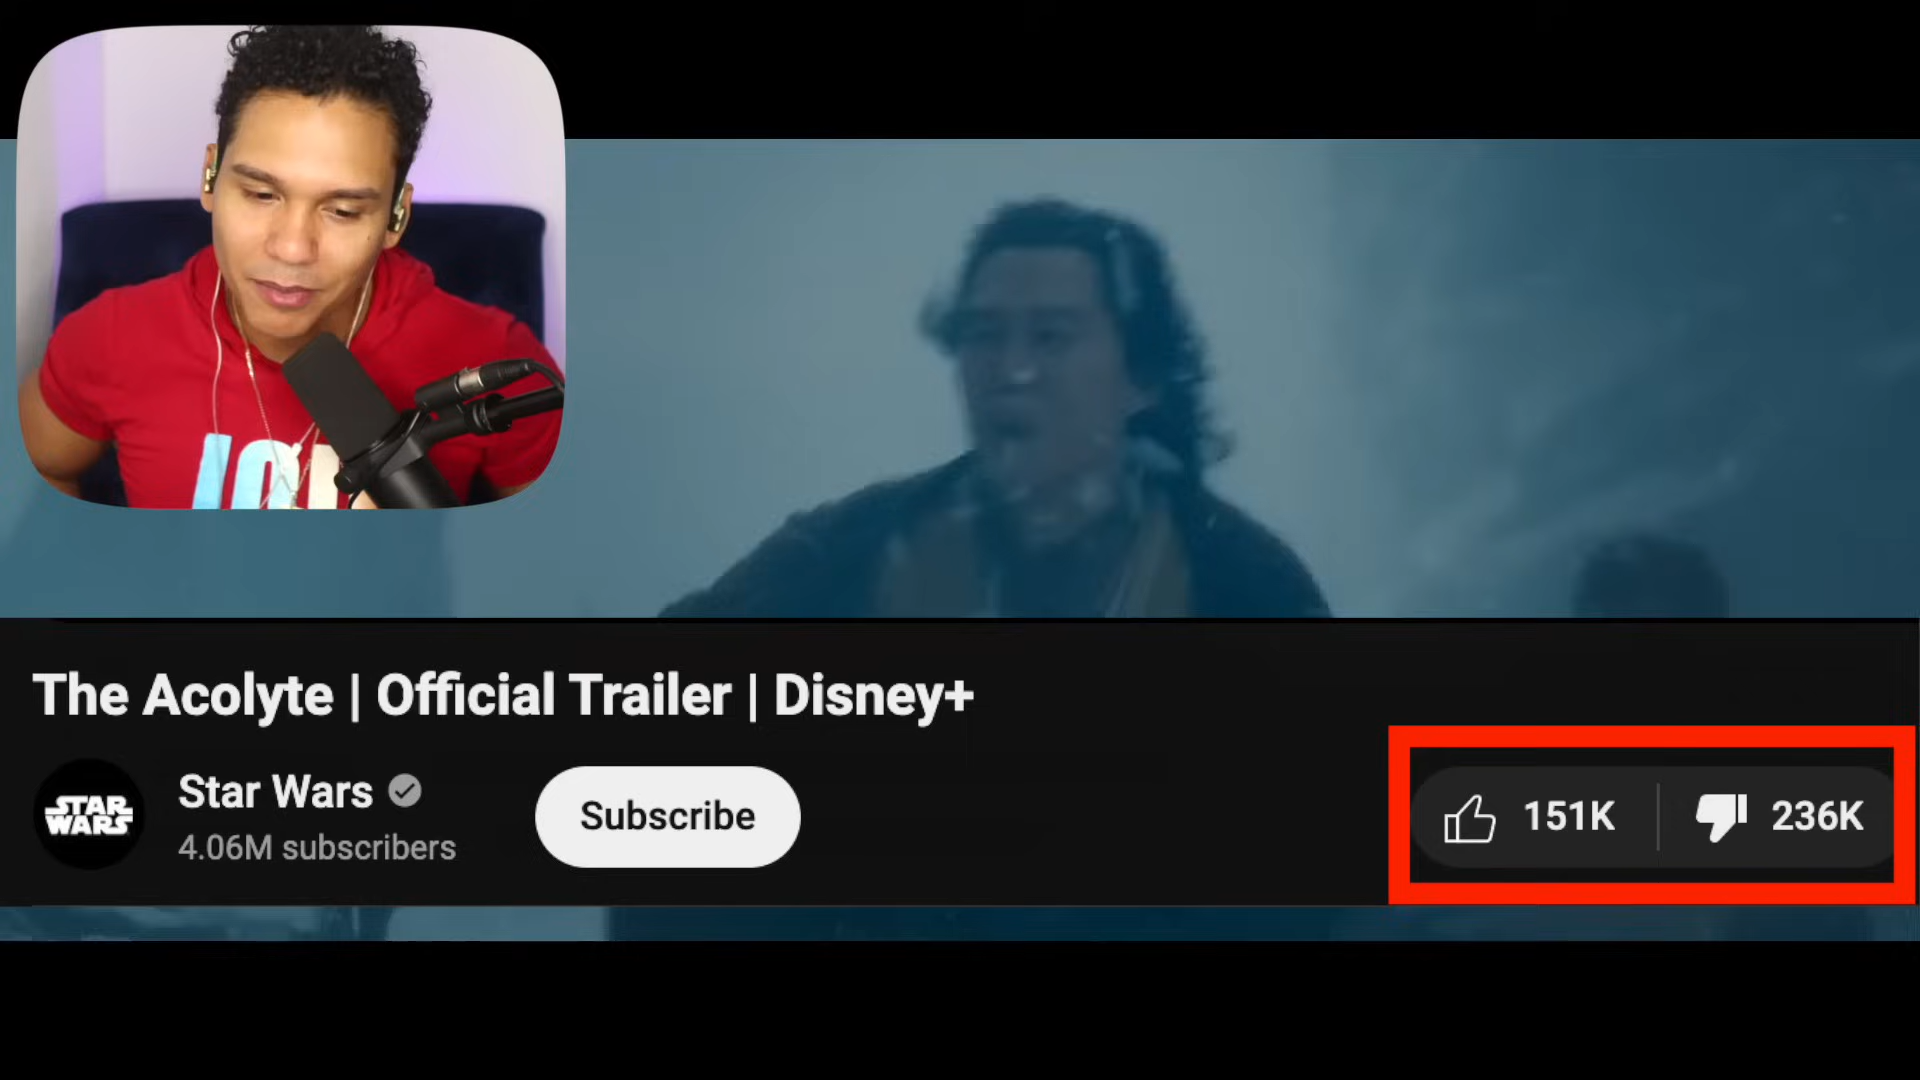 The Acolyte | Official Trailer | Disney+
STAR
WARS
Star Wars
4.06M subscribers
Subscribe
151K
236K